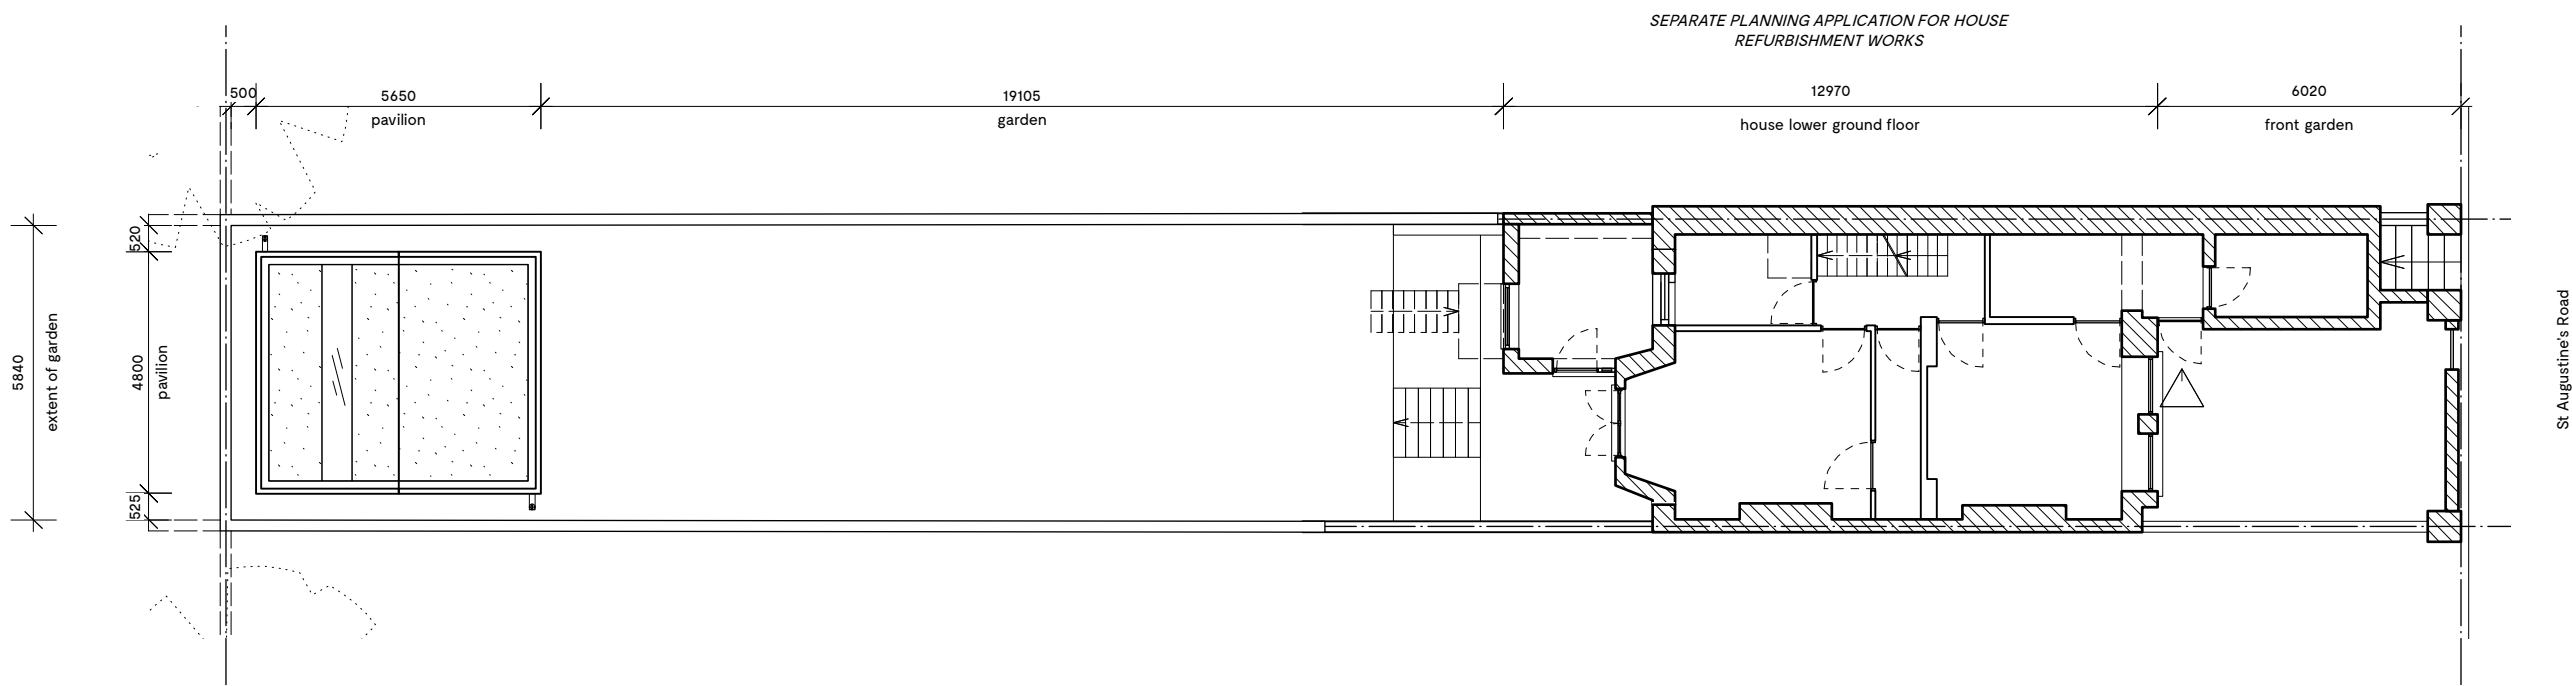 SEPARATE PLANNING APPLICATION FOR HOUSE
REFURBISHMENT WORKS
500
5650
pavilion
19105
garden
12970
house lower ground floor
6020
front garden
5840
extent of garden
520
4800
pavilion
525
St Augustine's Road